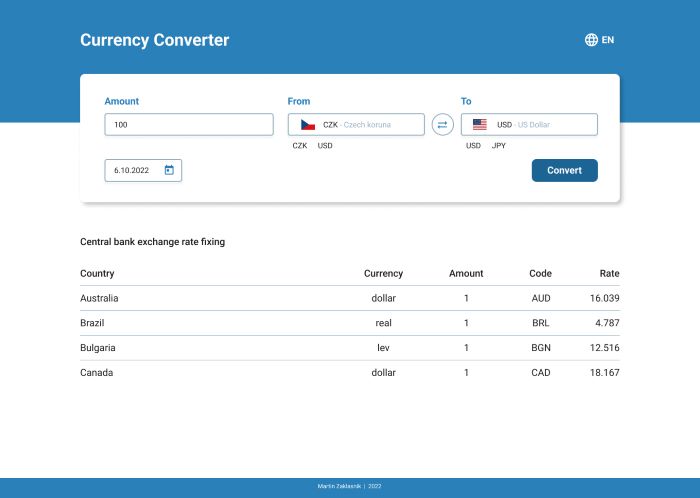 Currency Converter
EN
Amount From To
100 CZK - Czech koruna USD - US Dollar
CZK USD USD JPY
6.10.2022 Convert
Central bank exchange rate fixing
Country Currency Amount Code Rate
Australia dollar 1 AUD 16.039
Brazil real 1 BRL 4.787
Bulgaria lev 1 BGN 12.516
Canada dollar 1 CAD 18.167
Martin Zaklasnik | 2022